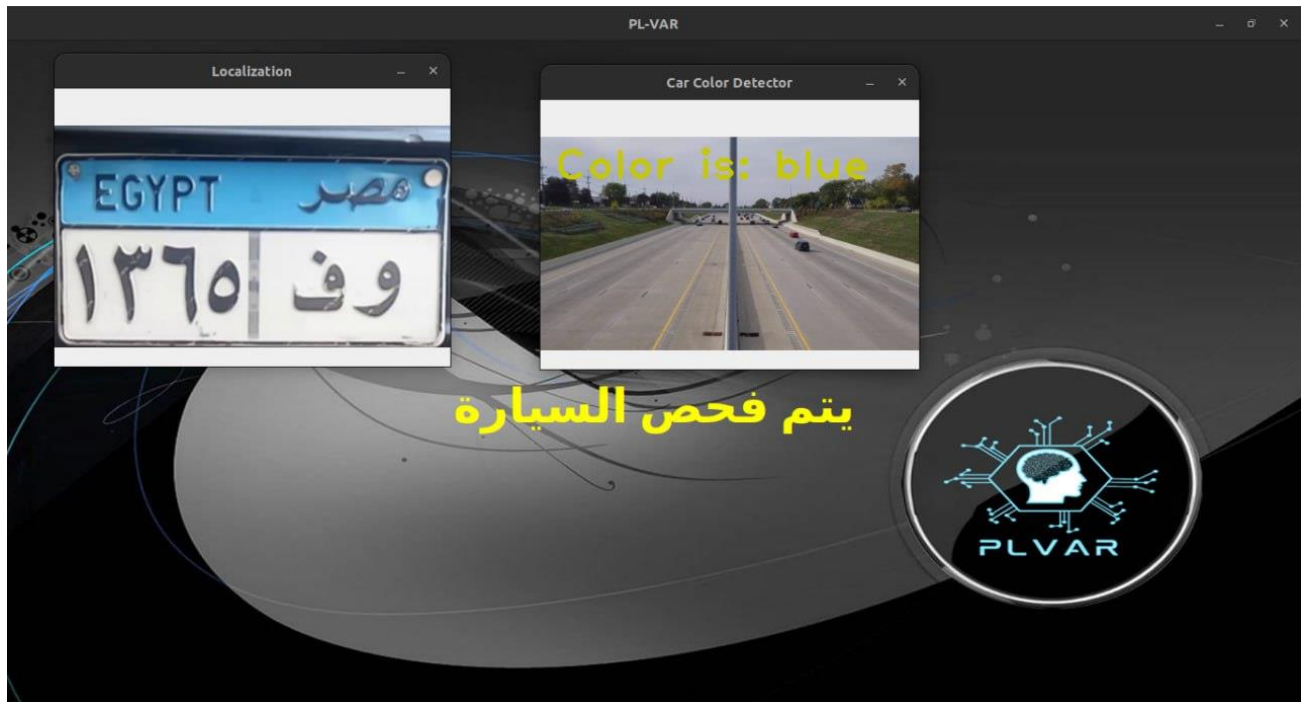 PL-VAR
Localization
Car Color Detector
EGYPT مصر
١٣٦٥ وف
Color is: blue
يتم فحص السيارة
PLVAR